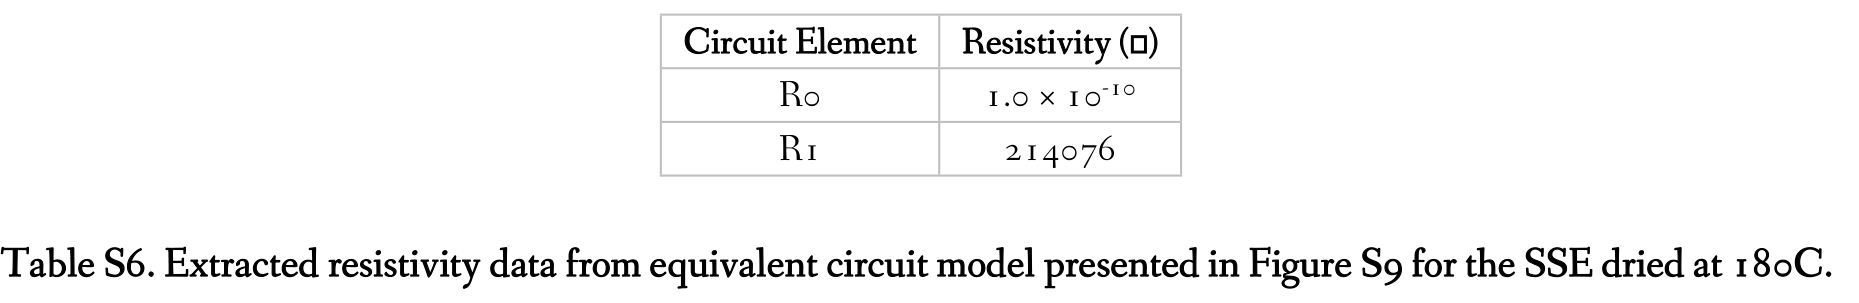 Circuit Element Resistivity (□)
R0 1.0 × 10⁻¹⁰
R1 214076
Table S6. Extracted resistivity data from equivalent circuit model presented in Figure S9 for the SSE dried at 180C.